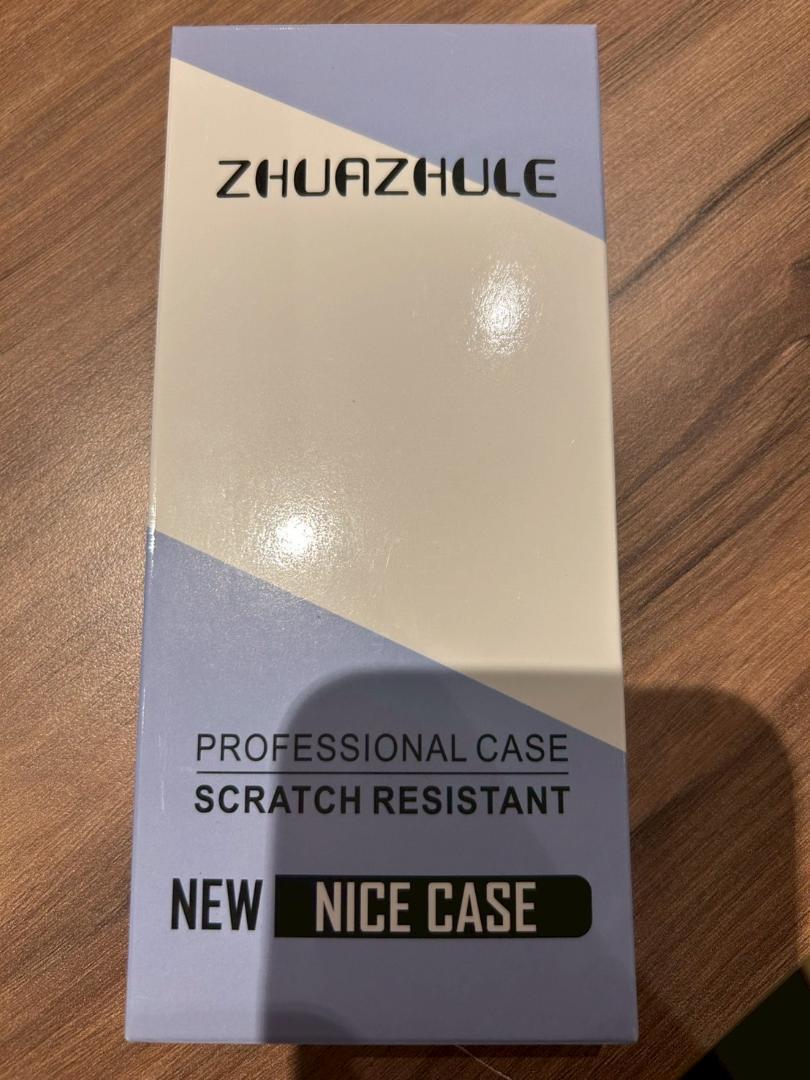 ZHUAZHULE
PROFESSIONAL CASE
SCRATCH RESISTANT
NEW NICE CASE